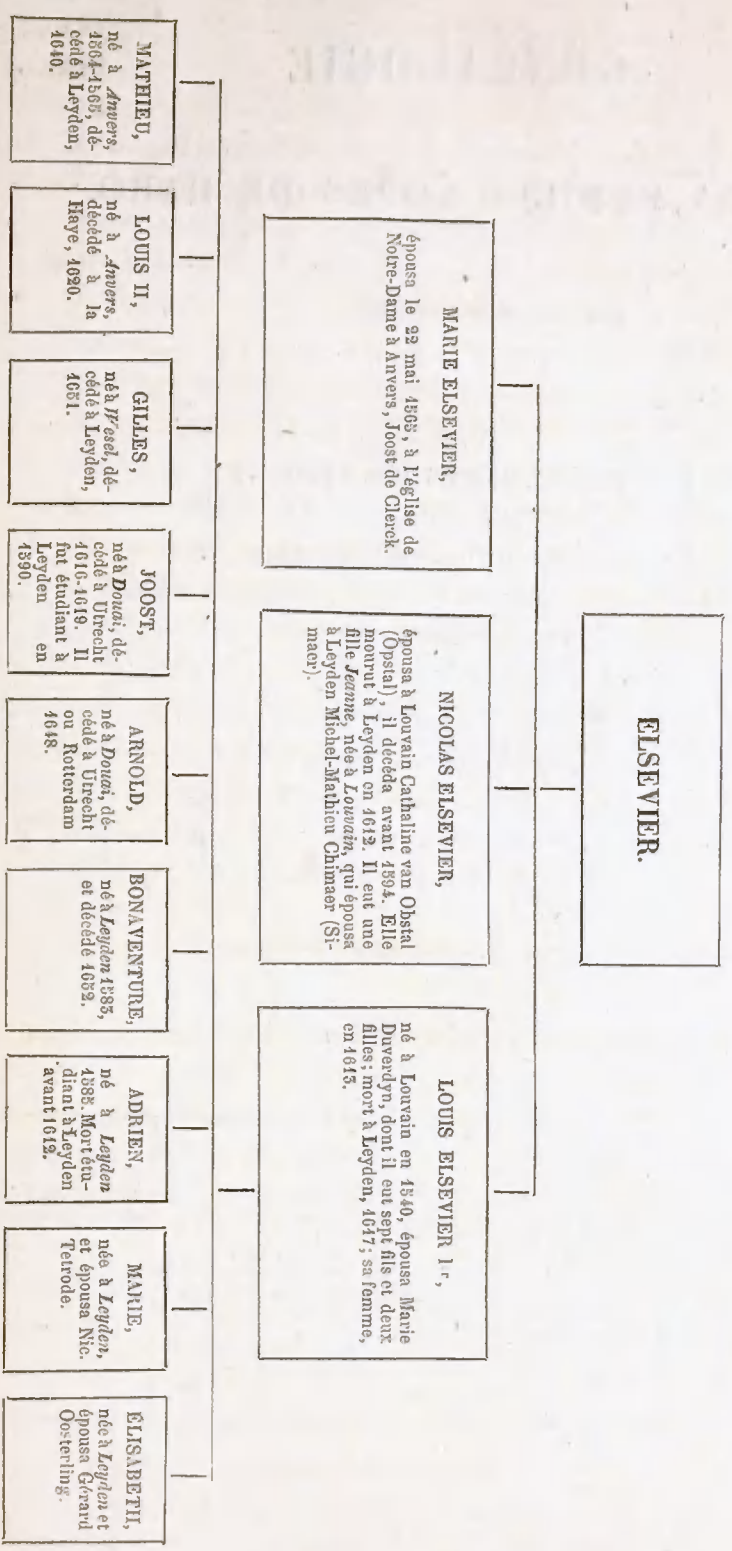 ELSEVIER.
MARIE ELSEVIER,
épousa le 22 mai 1565, à l'église de
Notre-Dame à Anvers, Joost de Clerck.
NICOLAS ELSEVIER,
épousa à Louvain Cathaline van Obstal
(Opstal), il décéda avant 1594. Elle
mourut à Leyden en 1612. Il eut une
fille Jeanne, née à Louvain, qui épousa
à Leyden Michel-Mathieu Chimaer (Si-
maer).
LOUIS ELSEVIER Ier,
né à Louvain en 1540, épousa Marie
Duverdyn, dont il eut sept fils et deux
filles; mort à Leyden, 1617; sa femme,
en 1613.
MATHIEU,
né à Anvers,
1564-1565, dé-
cédé à Leyden,
1640.
LOUIS II,
né à Anvers,
décédé à la
Haye, 1620.
GILLES,
né à Wesel, dé-
cédé à Leyden,
1651.
JOOST,
né à Douai, dé-
cédé à Utrecht
1616-1619. Il
fut étudiant à
Leyden en
1590.
ARNOLD,
né à Douai, dé-
cédé à Utrecht
ou Rotterdam
1648.
BONAVENTURE,
né à Leyden 1583,
et décédé 1652.
ADRIEN,
né à Leyden
1585. Mort étu-
diant à Leyden
avant 1612.
MARIE,
née à Leyden,
et épousa Nic.
Tetrode.
ÉLISABETH,
née à Leyden et
épousa Gérard
Oosterling.